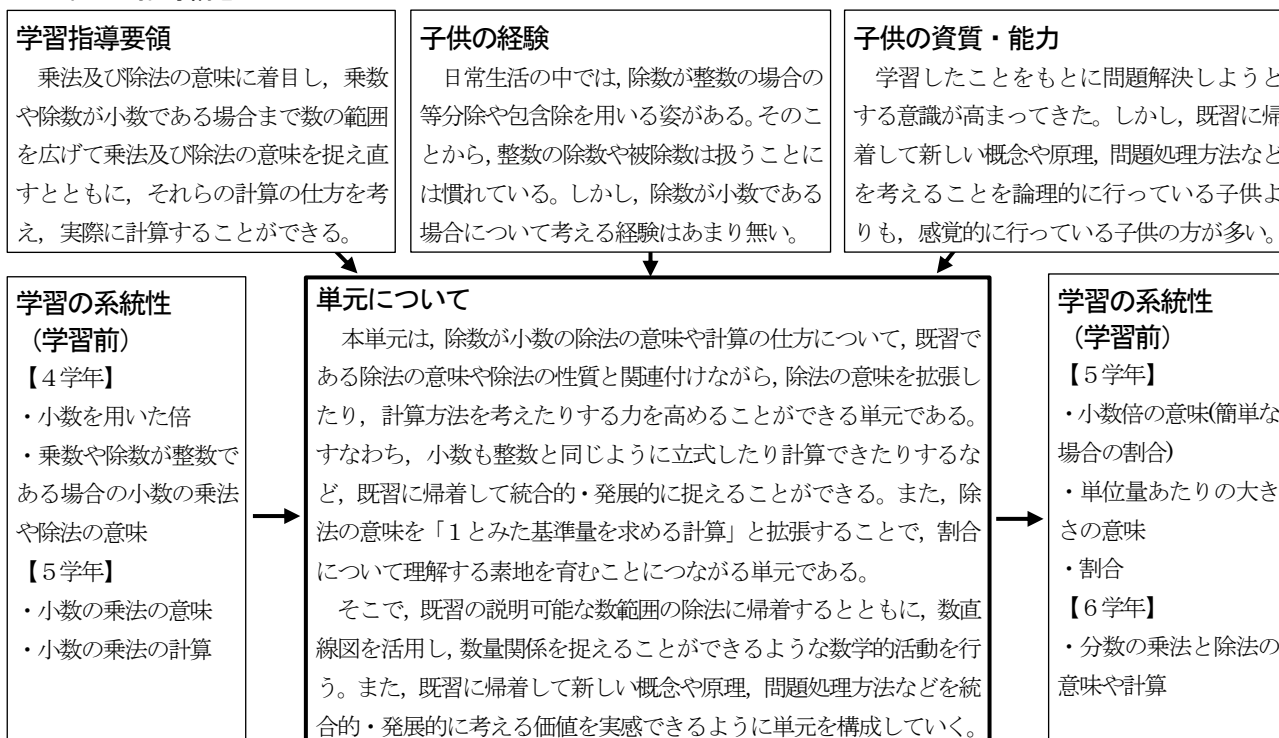 学習指導要領
乗法及び除法の意味に着目し，乗数
や除数が小数である場合まで数の範囲
を広げて乗法及び除法の意味を捉え直
すとともに，それらの計算の仕方を考
え，実際に計算することができる。
子供の経験
日常生活の中では，除数が整数の場合の
等分除や包含除を用いる姿がある。そのこ
とから，整数の除数や被除数は扱うことに
は慣れている。しかし，除数が小数である
場合について考える経験はあまり無い。
子供の資質・能力
学習したことをもとに問題解決しようと
する意識が高まってきた。しかし，既習に帰
着して新しい概念や原理，問題処理方法など
を考えることを論理的に行っている子供よ
りも，感覚的に行っている子供の方が多い。
学習の系統性
（学習前）
【４学年】
・小数を用いた倍
・乗数や除数が整数で
ある場合の小数の乗法
や除法の意味
【５学年】
・小数の乗法の意味
・小数の乗法の計算
単元について
本単元は，除数が小数の除法の意味や計算の仕方について，既習で
ある除法の意味や除法の性質と関連付けながら，除法の意味を拡張し
たり，計算方法を考えたりする力を高めることができる単元である。
すなわち，小数も整数と同じように立式したり計算できたりするな
ど，既習に帰着して統合的・発展的に捉えることができる。また，除
法の意味を「１とみた基準量を求める計算」と拡張することで，割合
について理解する素地を育むことにつながる単元である。
そこで，既習の説明可能な数範囲の除法に帰着するとともに，数直
線図を活用し，数量関係を捉えることができるような数学的活動を行
う。また，既習に帰着して新しい概念や原理，問題処理方法などを統
合的・発展的に考える価値を実感できるように単元を構成していく。
学習の系統性
（学習前）
【５学年】
・小数倍の意味(簡単な
場合の割合)
・単位量あたりの大き
さの意味
・割合
【６学年】
・分数の乗法と除法の
意味や計算